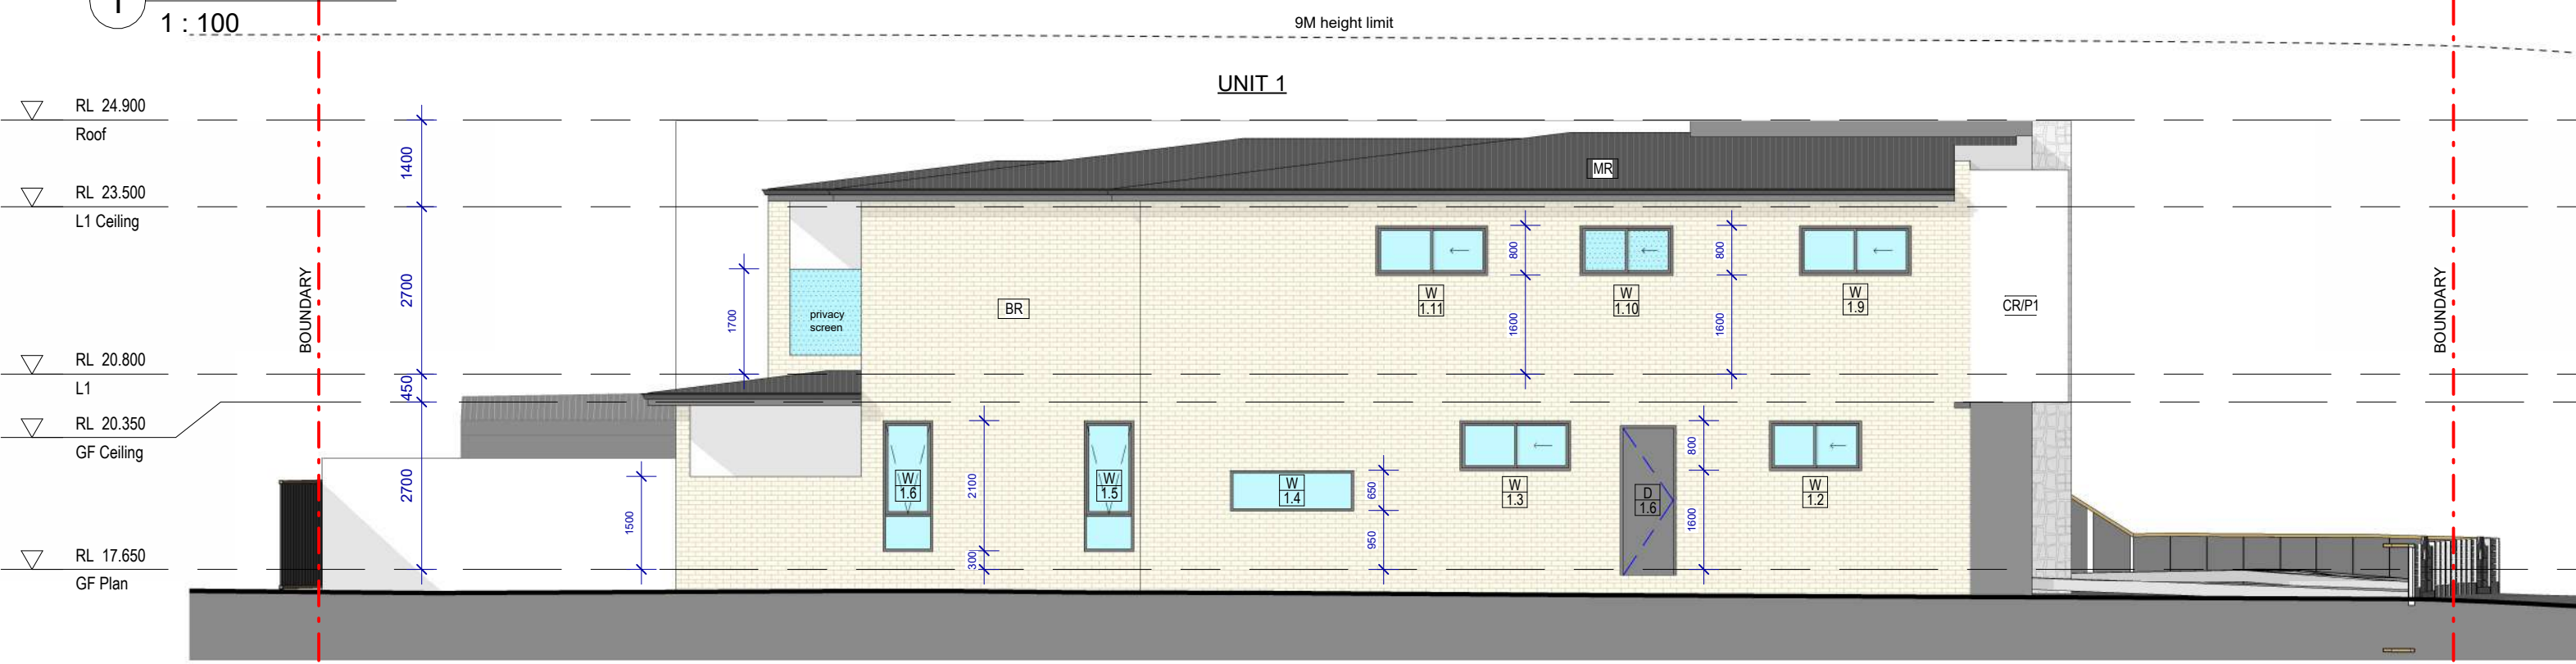 1
1 : 100
9M height limit
UNIT 1
RL 24.900
Roof
1400
RL 23.500
L1 Ceiling
MR
BOUNDARY
2700
1700
privacy
screen
BR
W
1.11
800
1600
W
1.10
800
1600
W
1.9
CR/P1
BOUNDARY
RL 20.800
L1
450
RL 20.350
GF Ceiling
2700
1500
W
1.6
2100
300
W
1.5
W
1.4
650
950
W
1.3
D
1.6
800
1600
W
1.2
RL 17.650
GF Plan